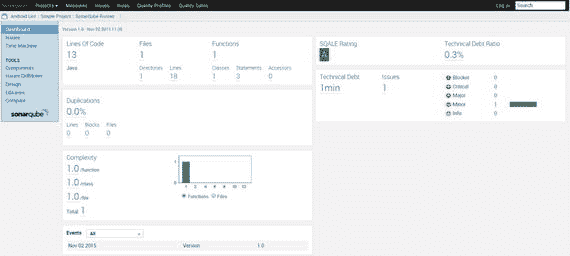 Projects Measures Issues Rules Quality Profiles Quality Gates Log in Search
Android Lint : Simple Project : SonarQube Runner
Version 1.0 - Nov 02 2015 11:35
Dashboard
Issues
Time Machine
TOOLS
Components
Issues Drilldown
Design
Libraries
Compare
sonarqube
Lines Of Code
13
Java
Files
1
Directories
1
Lines
18
Functions
1
Classes
1
Statements
3
Accessors
0
Duplications
0.0%
Lines
0
Blocks
0
Files
0
Complexity
1.0 /function
1.0 /class
1.0 /file
Total: 1
1
0
1 2 4 6 8 10 12
Functions Files
Events All
Nov 02 2015 Version 1.0
SQALE Rating
Technical Debt Ratio
0.3%
Technical Debt
1min
Issues
1
Blocker 0
Critical 0
Major 0
Minor 1
Info 0